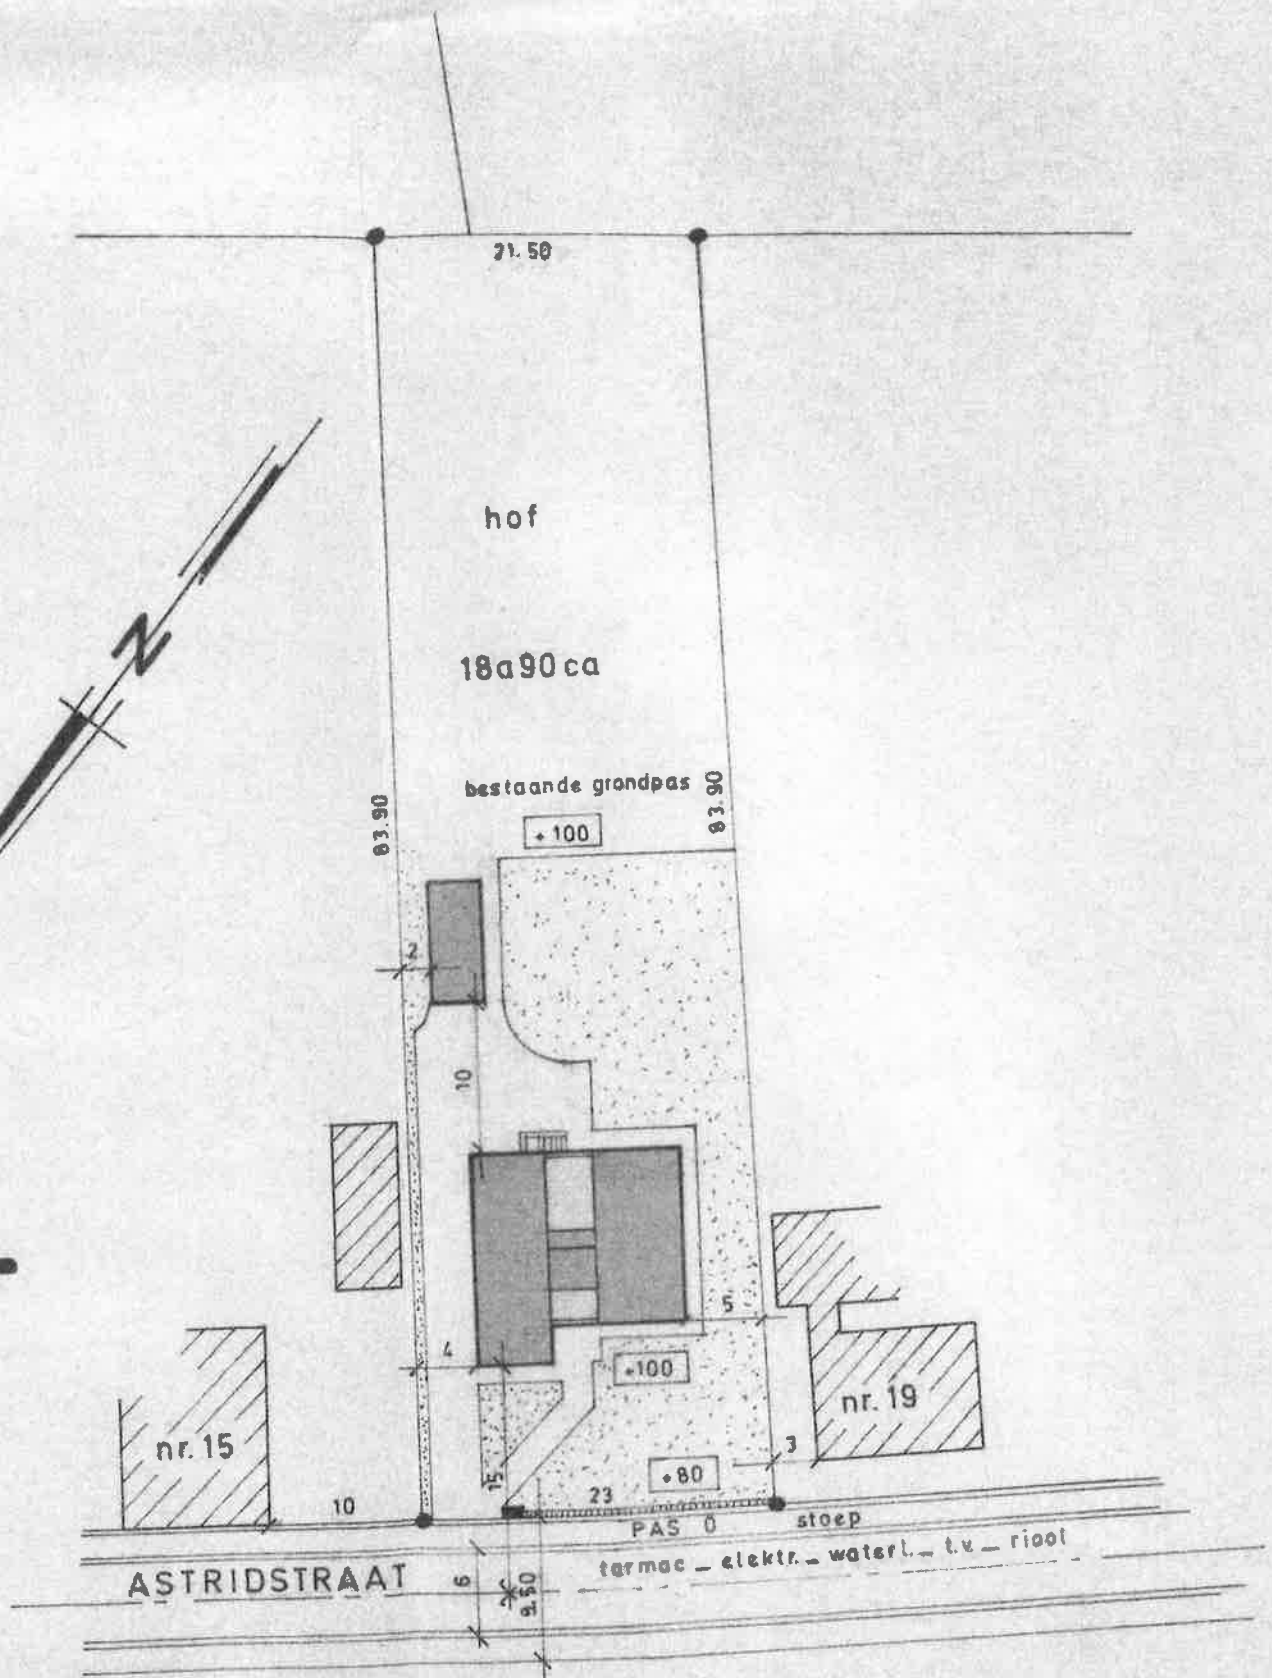 21.50
hof
N
18a90ca
bestaande grondpas
+100
83.90
83.90
2
10
5
4
+100
nr. 19
nr. 15
3
+80
15
23
10
PAS 0
stoep
tarmac _ elektr. _ waterl. _ t.v. _ riool
ASTRIDSTRAAT
6
9.50